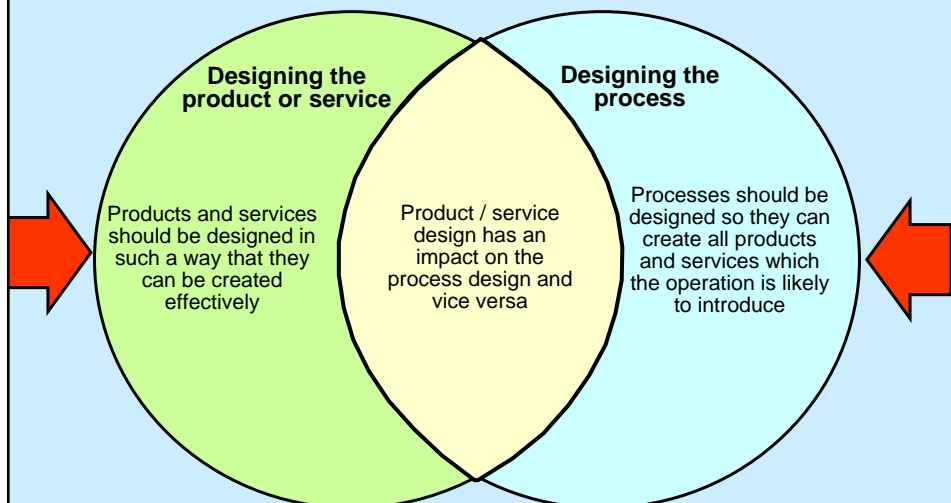 Designing the
product or service
Products and services
should be designed in
such a way that they
can be created
effectively
Product / service
design has an
impact on the
process design and
vice versa
Designing the
process
Processes should be
designed so they can
create all products
and services which
the operation is likely
to introduce